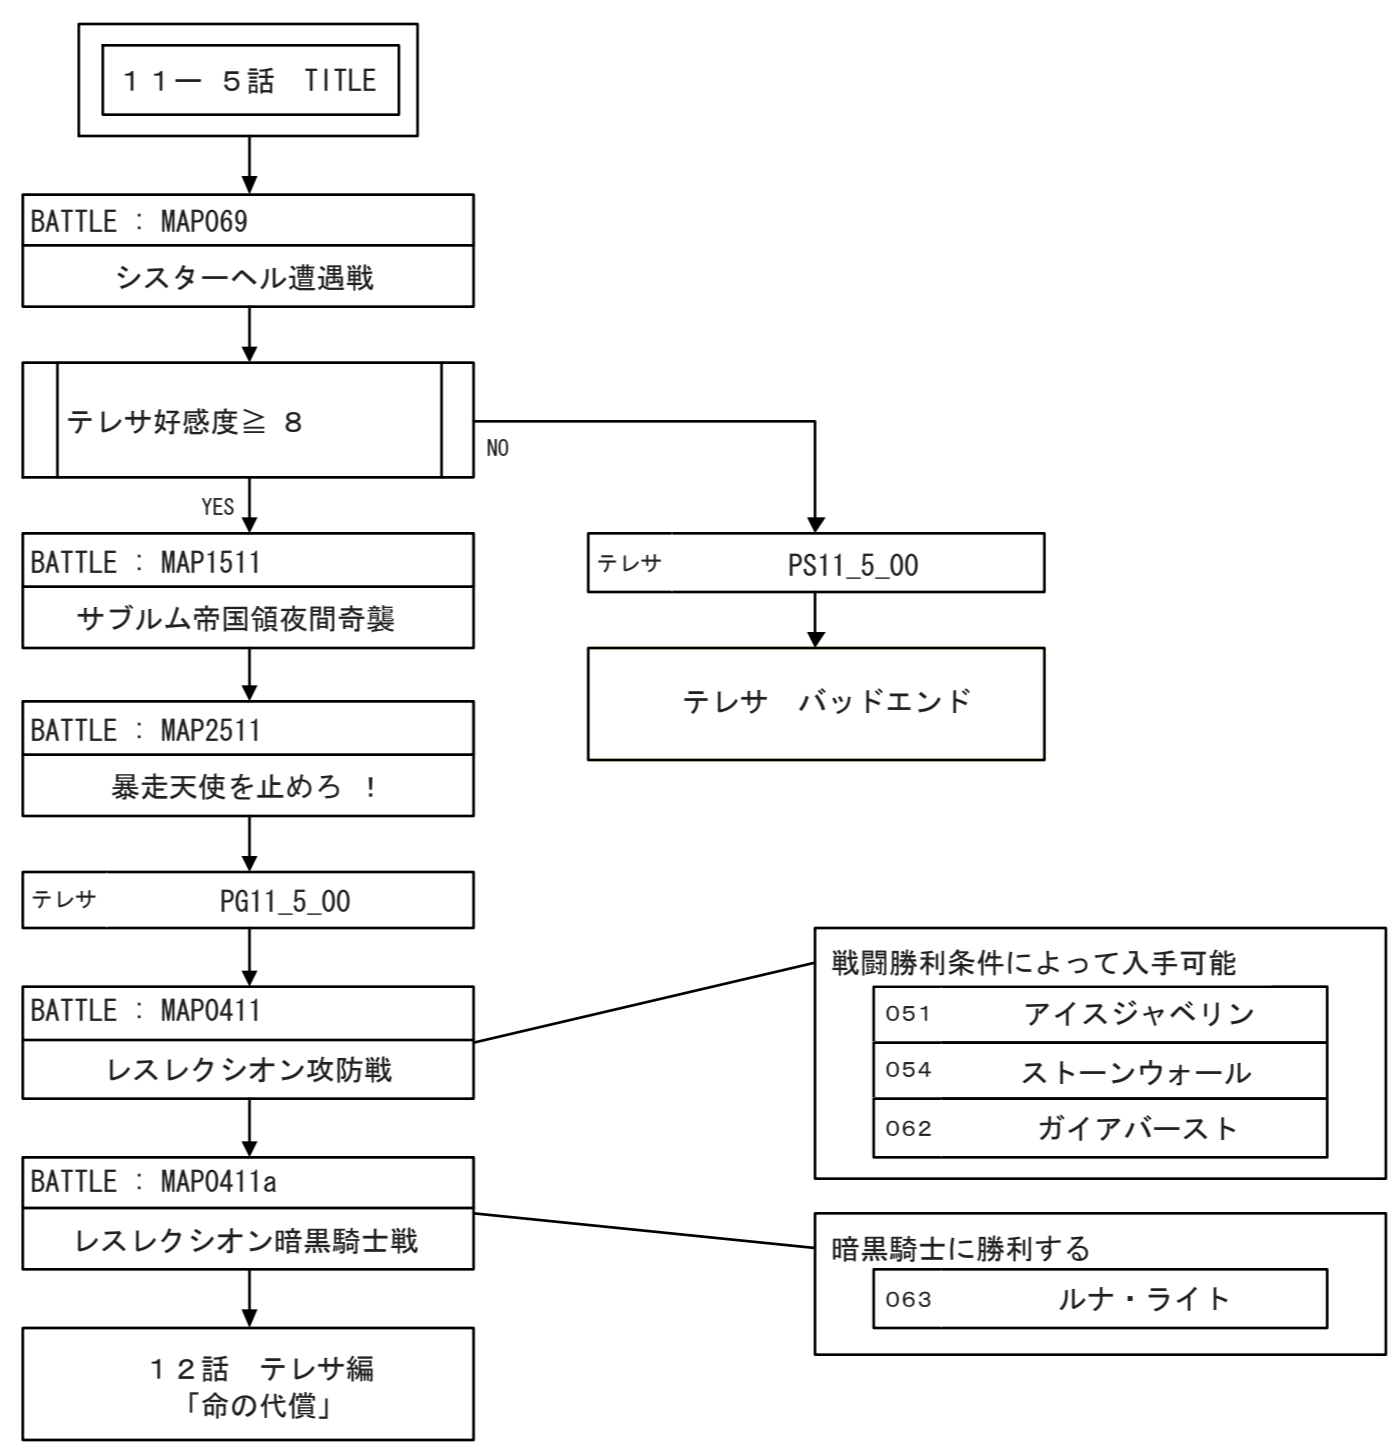 １１ー ５話　TITLE
BATTLE : MAP069
シスターヘル遭遇戦
テレサ好感度≧ ８
NO
YES
BATTLE : MAP1511
サブルム帝国領夜間奇襲
テレサ PS11_5_00
テレサ　バッドエンド
BATTLE : MAP2511
暴走天使を止めろ ！
テレサ PG11_5_00
BATTLE : MAP0411
レスレクシオン攻防戦
戦闘勝利条件によって入手可能
051 アイスジャベリン
054 ストーンウォール
062 ガイアバースト
BATTLE : MAP0411a
レスレクシオン暗黒騎士戦
暗黒騎士に勝利する
063 ルナ・ライト
１２話　テレサ編
「命の代償」